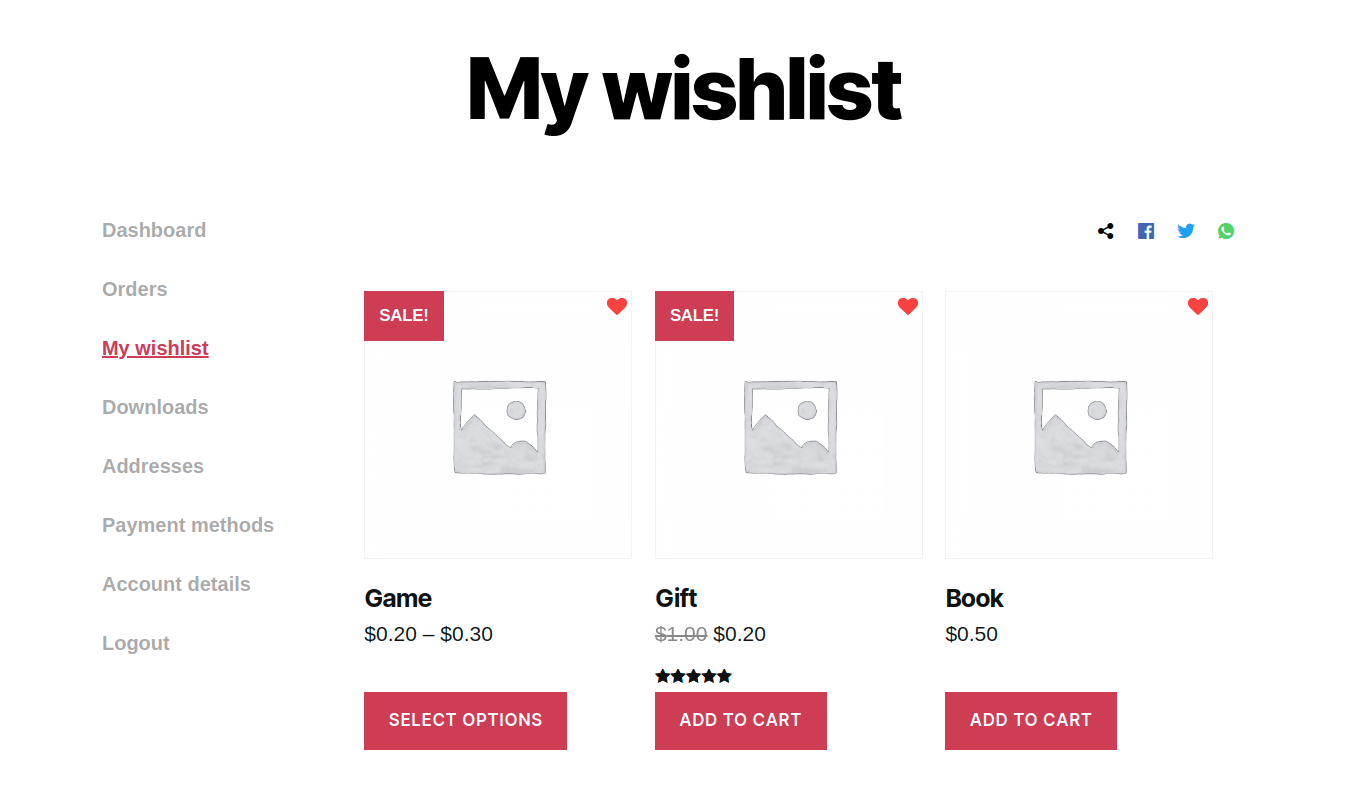 My wishlist
Dashboard
Orders
My wishlist
Downloads
Addresses
Payment methods
Account details
Logout
SALE!
Game
$0.20 – $0.30
SELECT OPTIONS
SALE!
Gift
$1.00 $0.20
ADD TO CART
Book
$0.50
ADD TO CART